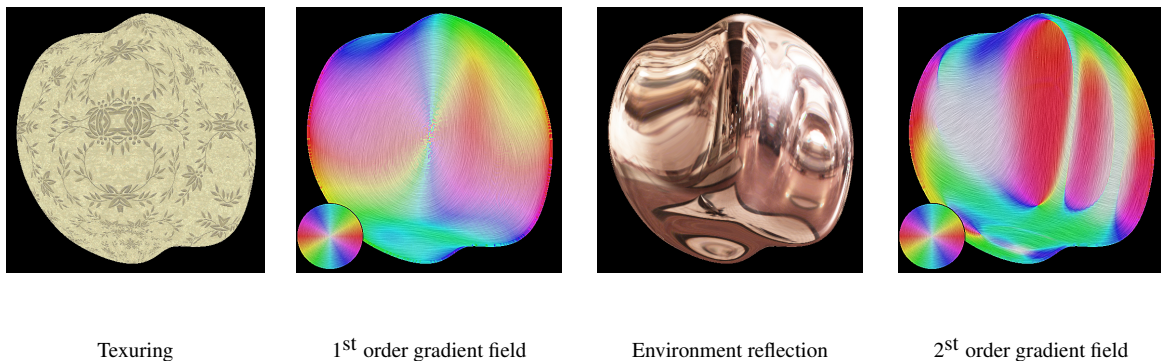 Texuring
1st order gradient field
Environment reflection
2st order gradient field